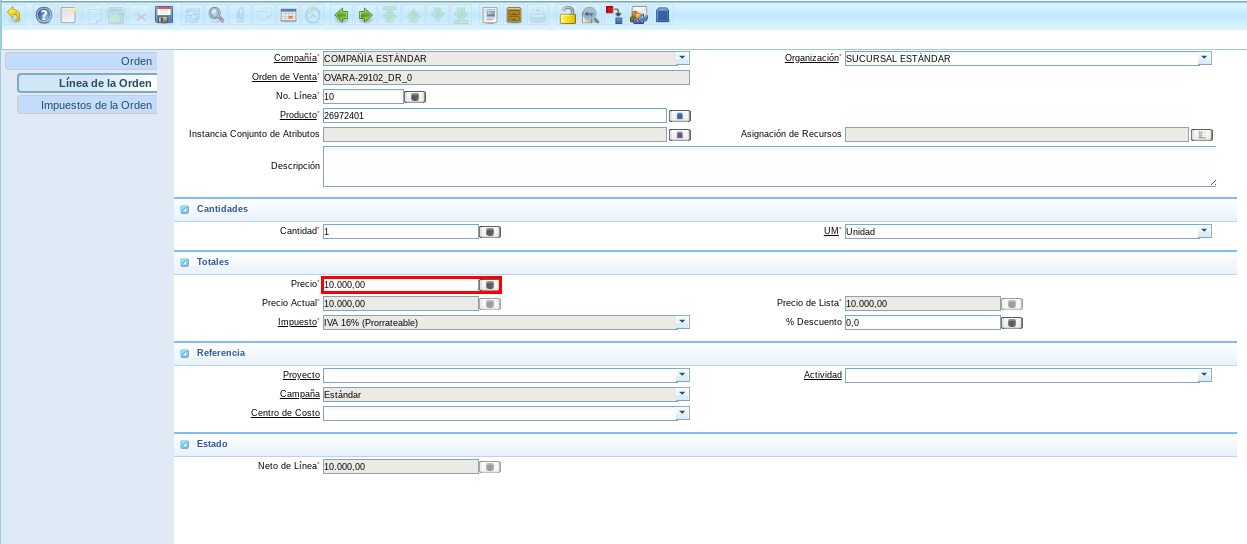 Orden
Línea de la Orden
Impuestos de la Orden
Compañía* COMPAÑÍA ESTÁNDAR Organización* SUCURSAL ESTÁNDAR
Orden de Venta* OVARA-29102_DR_0
No. Línea* 10
Producto* 26972401
Instancia Conjunto de Atributos Asignación de Recursos
Descripción
Cantidades
Cantidad* 1 UM* Unidad
Totales
Precio* 10.000,00
Precio Actual* 10.000,00 Precio de Lista* 10.000,00
Impuesto* IVA 16% (Prorrateable) % Descuento 0,0
Referencia
Proyecto Actividad
Campaña Estándar
Centro de Costo
Estado
Neto de Línea* 10.000,00